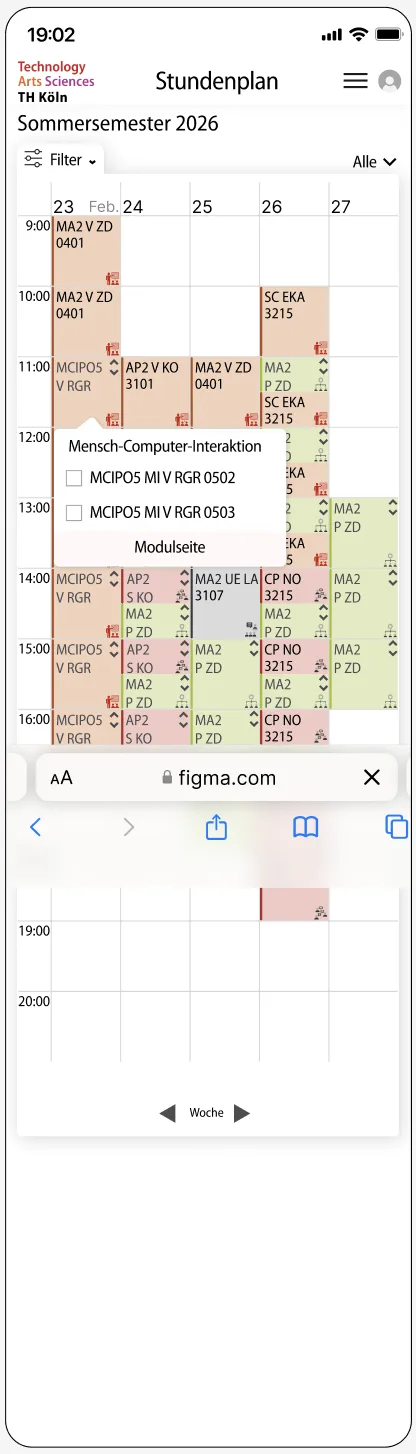 19:02
Technology
Arts Sciences
TH Köln
Stundenplan
Sommersemester 2026
Filter
Alle
23 Feb. 24 25 26 27
9:00 MA2 V ZD
0401
10:00 MA2 V ZD SC EKA
0401 3215
11:00 MCIPO5 AP2 V KO MA2 V ZD MA2
V RGR 3101 0401 P ZD
SC EKA
3215
12:00
Mensch-Computer-Interaktion
MCIPO5 MI V RGR 0502
13:00 MA2
P ZD
MCIPO5 MI V RGR 0503
Modulseite
14:00 MCIPO5 AP2 MA2 UE LA CP NO MA2
V RGR S KO 3107 3215 P ZD
MA2 MA2
P ZD P ZD
15:00 MCIPO5 AP2 MA2 CP NO MA2
V RGR S KO P ZD 3215 P ZD
MA2 MA2
P ZD P ZD
16:00 MCIPO5 AP2 MA2 CP NO
V RGR S KO P ZD 3215
AA figma.com
19:00
20:00
Woche